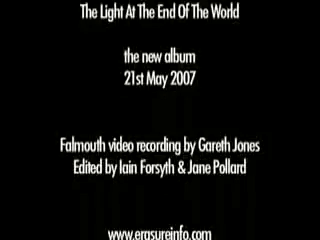 The Light At The End Of The World
the new album
21st May 2007
Falmouth video recording by Gareth Jones
Edited by Iain Forsyth & Jane Pollard
www.erasureinfo.com